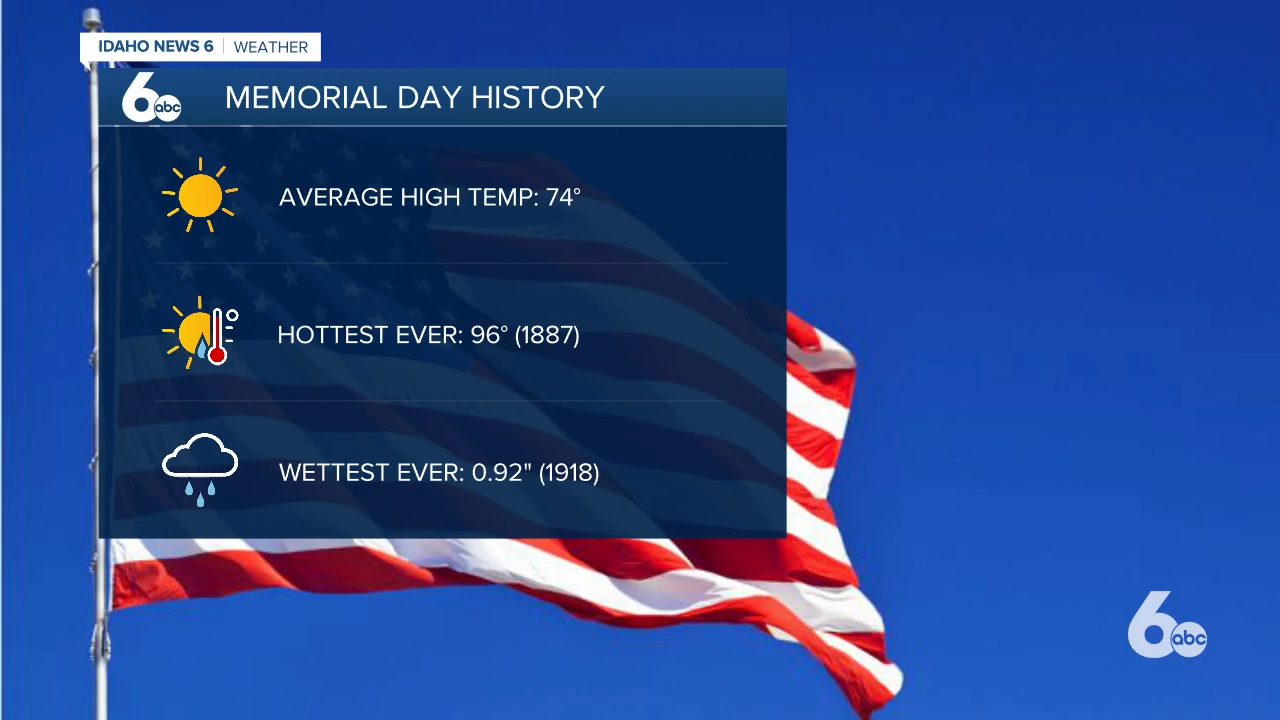 IDAHO NEWS 6 | WEATHER
6abc MEMORIAL DAY HISTORY
AVERAGE HIGH TEMP: 74°
HOTTEST EVER: 96° (1887)
WETTEST EVER: 0.92" (1918)
6abc